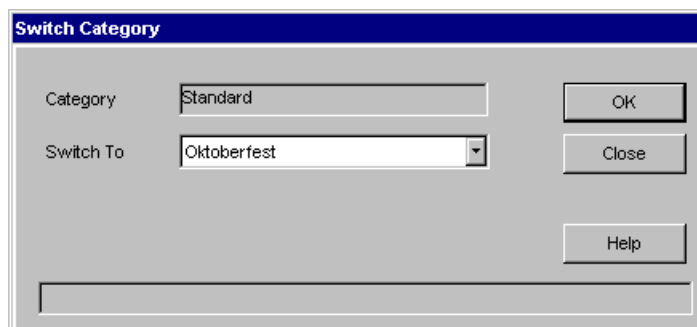 Switch Category
Category Standard OK
Switch To Oktoberfest Close
Help